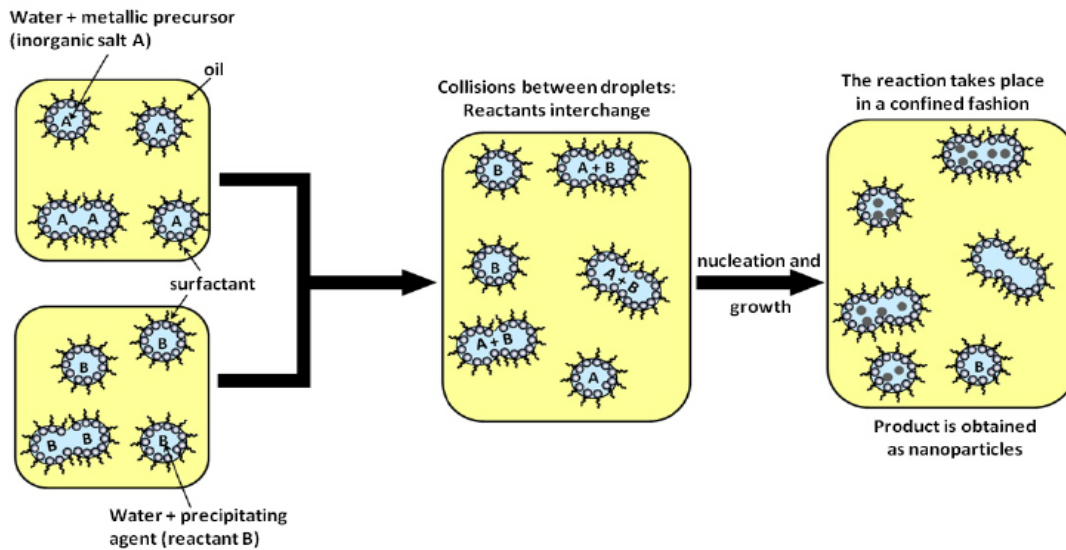 Water + metallic precursor
(inorganic salt A)
oil
A
A
A A
A
surfactant
B
B
B B
B
Water + precipitating
agent (reactant B)
Collisions between droplets:
Reactants interchange
B
A + B
B
A + B
A + B
A
nucleation and
growth
The reaction takes place
in a confined fashion
B
Product is obtained
as nanoparticles